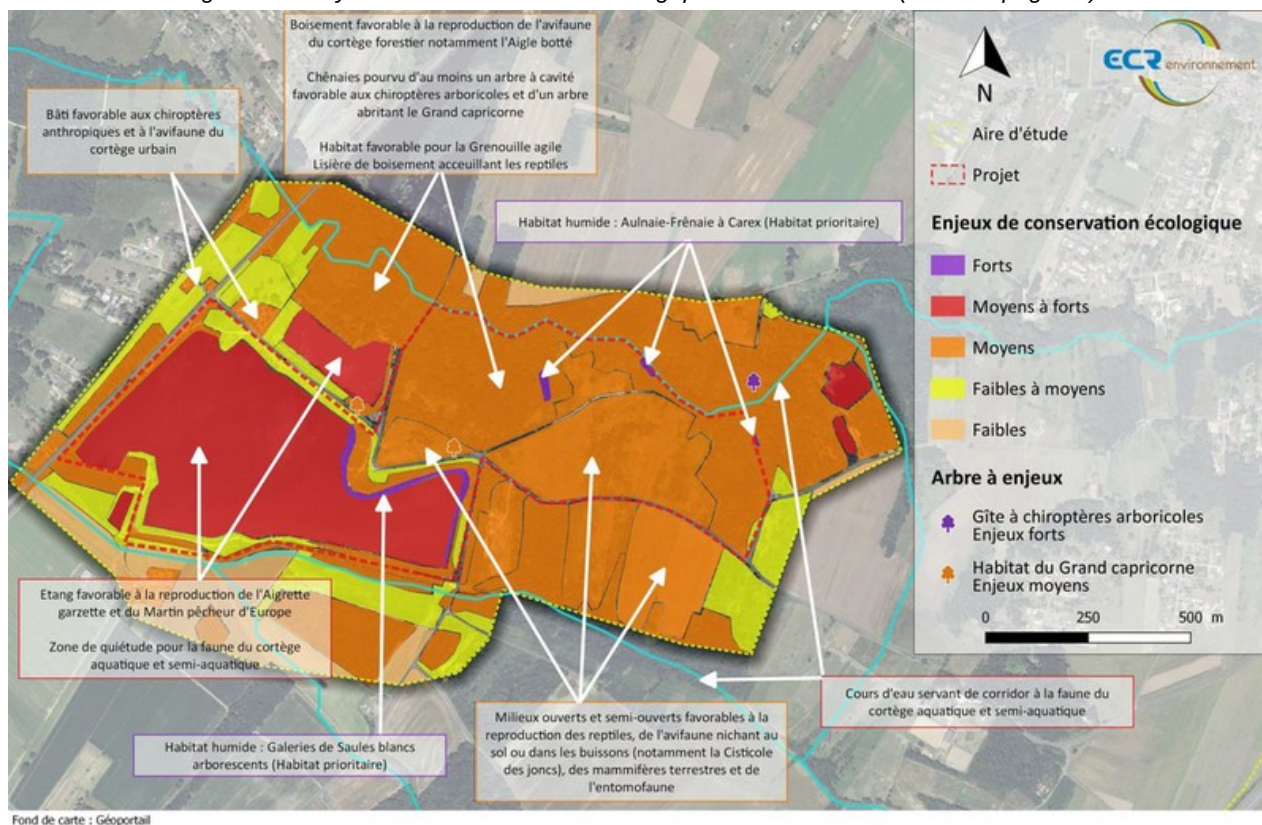 Boisement favorable à la reproduction de l'avifaune
du cortège forestier notamment l'Aigle botté
Chênaies pourvu d'au moins un arbre à cavité
favorable aux chiroptères arboricoles et d'un arbre
abritant le Grand capricorne
Habitat favorable pour la Grenouille agile
Lisière de boisement acceuillant les reptiles
Bâti favorable aux chiroptères
anthropiques et à l'avifaune du
cortège urbain
Habitat humide : Aulnaie-Frênaie à Carex (Habitat prioritaire)
Etang favorable à la reproduction de l'Aigrette
garzette et du Martin pêcheur d'Europe
Zone de quiétude pour la faune du cortège
aquatique et semi-aquatique
Habitat humide : Galeries de Saules blancs
arborescents (Habitat prioritaire)
Milieux ouverts et semi-ouverts favorables à la
reproduction des reptiles, de l'avifaune nichant au
sol ou dans les buissons (notamment la Cisticole
des joncs), des mammifères terrestres et de
l'entomofaune
Cours d'eau servant de corridor à la faune du
cortège aquatique et semi-aquatique
N
ECR environnement
Aire d'étude
Projet
Enjeux de conservation écologique
Forts
Moyens à forts
Moyens
Faibles à moyens
Faibles
Arbre à enjeux
Gîte à chiroptères arboricoles
Enjeux forts
Habitat du Grand capricorne
Enjeux moyens
0 250 500 m
Fond de carte : Géoportail